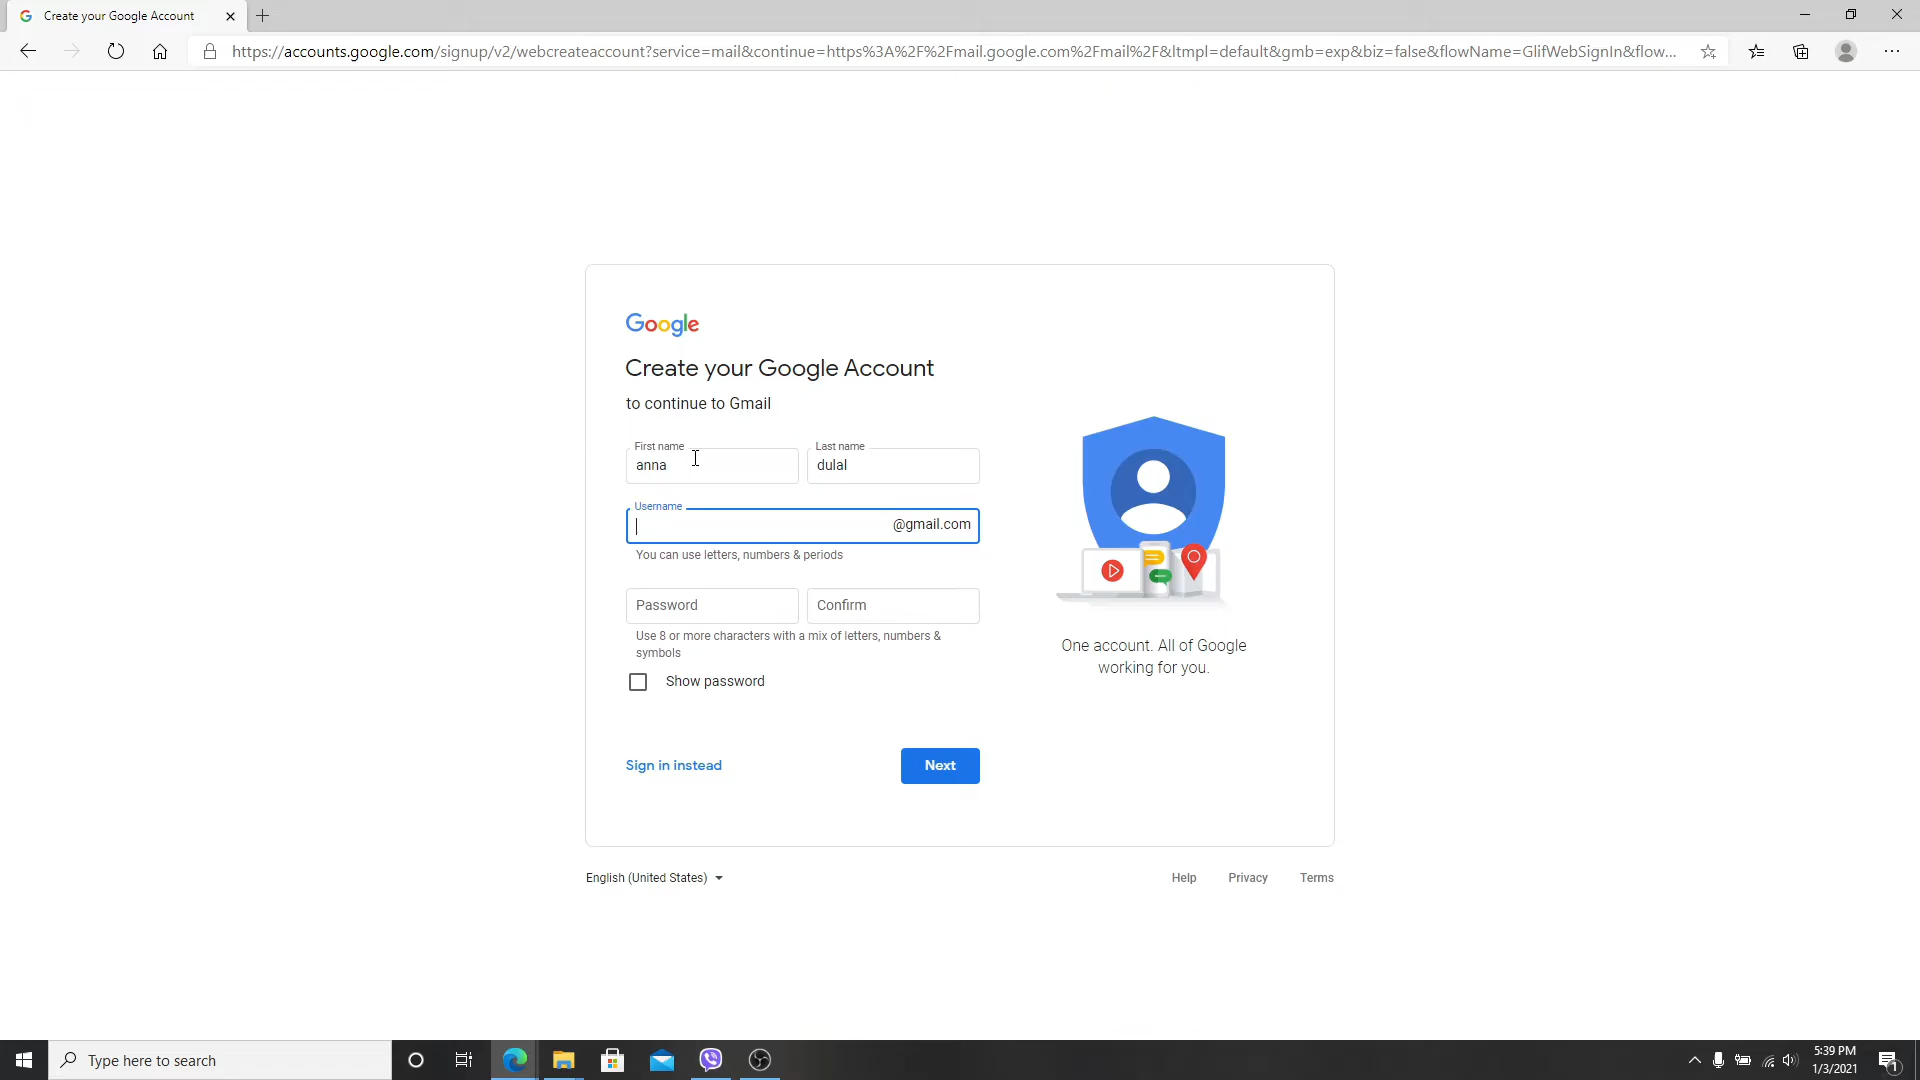 Create your Google Account
https://accounts.google.com/signup/v2/webcreateaccount?service=mail&continue=https%3A%2F%2Fmail.google.com%2Fmail%2F&ltmpl=default&gmb=exp&biz=false&flowName=GlifWebSignIn&flow...
Google
Create your Google Account
to continue to Gmail
First name
Last name
anna
dulal
Username
@gmail.com
You can use letters, numbers & periods
Password
Confirm
Use 8 or more characters with a mix of letters, numbers &
symbols
Show password
One account. All of Google
working for you.
Sign in instead
Next
English (United States)
Help
Privacy
Terms
Type here to search
5:39 PM
1/3/2021
1